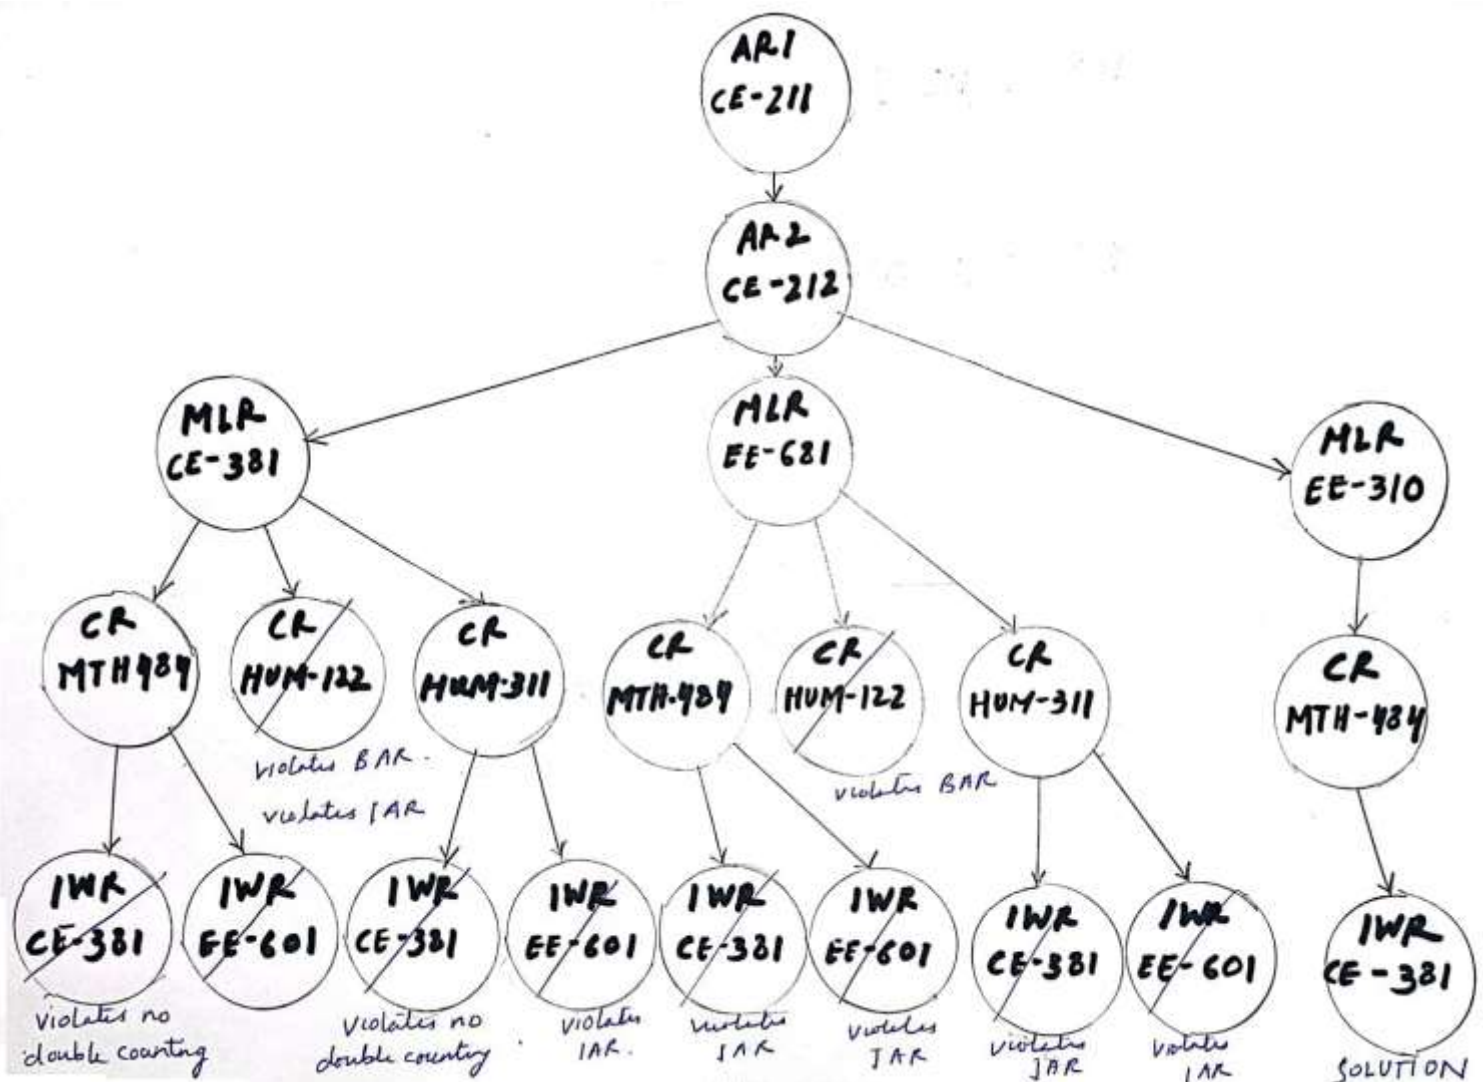 AR1
CE-211
AR2
CE-212
MLR
CE-381
MLR
EE-681
MLR
EE-310
CR
MTH484
CR
HUM-122
CR
HUM-311
CR
MTH-484
CR
HUM-122
CR
HUM-311
CR
MTH-484
violates BAR.
violates IAR
violates BAR
IWR
CE-381
IWR
EE-601
IWR
CE-381
IWR
EE-601
IWR
CE-381
IWR
EE-601
IWR
CE-381
IWR
EE-601
IWR
CE-381
violates no
double counting
violates no
double counting
violates
IAR.
violates
IAR
violates
IAR
violates
IAR
violates
IAR
SOLUTION